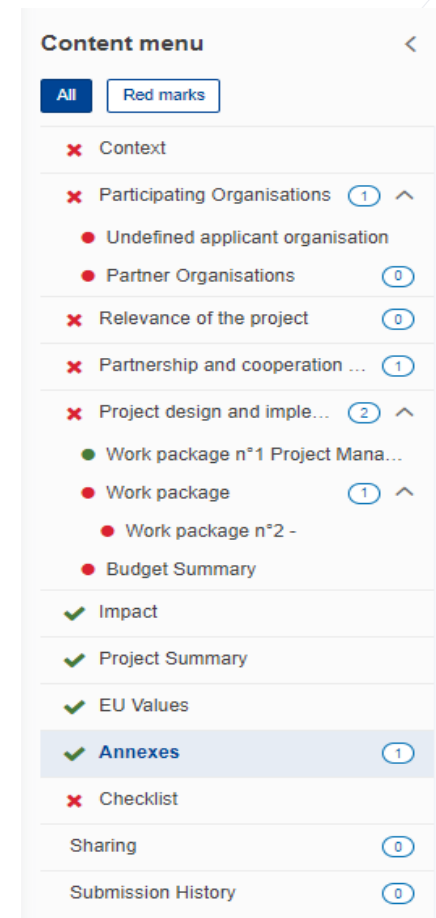 Content menu
All Red marks
Context
Participating Organisations 1
Undefined applicant organisation
Partner Organisations 0
Relevance of the project 0
Partnership and cooperation ... 1
Project design and imple... 2
Work package n°1 Project Mana...
Work package 1
Work package n°2 -
Budget Summary
Impact
Project Summary
EU Values
Annexes 1
Checklist
Sharing 0
Submission History 0